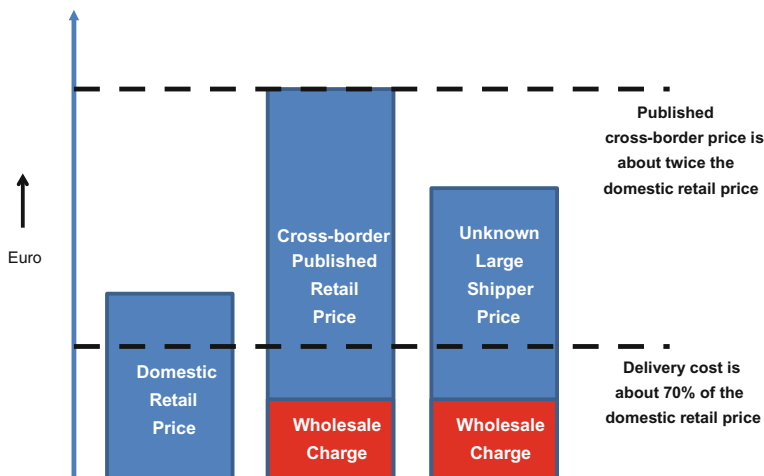 Published
cross-border price is
about twice the
domestic retail price
Euro
Cross-border
Published
Retail
Price
Unknown
Large
Shipper
Price
Domestic
Retail
Price
Delivery cost is
about 70% of the
domestic retail price
Wholesale
Charge
Wholesale
Charge